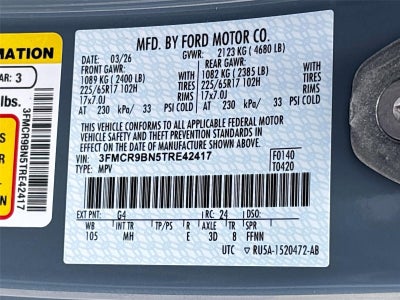 MFD. BY FORD MOTOR CO.
DATE: 03/26 GVWR: 2123 KG ( 4680 LB)
FRONT GAWR: REAR GAWR:
1089 KG ( 2400 LB) 1082 KG ( 2385 LB) WITH
225/65R17 102H 225/65R17 102H TIRES
17x7.0J 17x7.0J RIMS
AT 230 kPa/ 33 PSI COLD AT 230 kPa/ 33 PSI COLD
THIS VEHICLE CONFORMS TO ALL APPLICABLE FEDERAL MOTOR
VEHICLE SAFETY AND THEFT PREVENTION STANDARDS IN
EFFECT ON THE DATE OF MANUFACTURE SHOWN ABOVE.
VIN: 3FMCR9BN5TRE42417 F0140
TYPE: MPV T0420
EXT PNT: G4 RC: 24 DSO:
WB INT TR TP/PS R AXLE TR SPR
105 MH E 3D 8 FFNN
UTC RU5A-1520472-AB
MATION
AR: 3
lbs.
3FMCR9BN5TRE42417